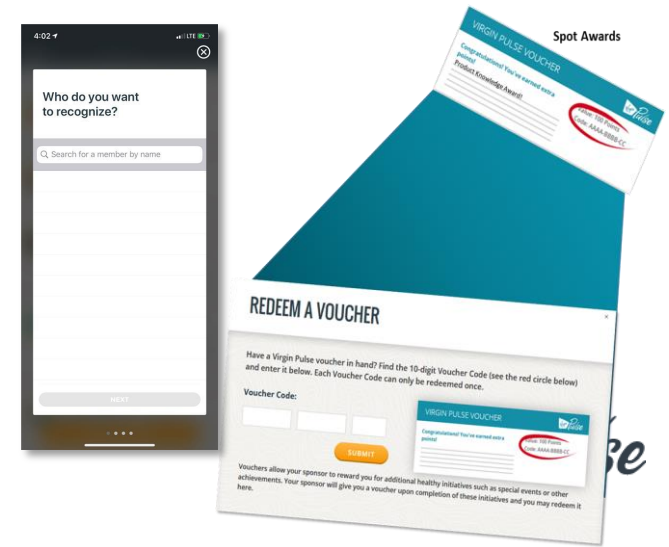 4:02
LTE
Who do you want
to recognize?
Search for a member by name
NEXT
Spot Awards
VIRGIN PULSE VOUCHER
Congratulations! You've earned extra
points!
Product Knowledge Award!
Value: 100 Points
Code: AAAA-BBBB-CC
Pulse
REDEEM A VOUCHER
Have a Virgin Pulse voucher in hand? Find the 10-digit Voucher Code (see the red circle below)
and enter it below. Each Voucher Code can only be redeemed once.
Voucher Code:
SUBMIT
VIRGIN PULSE VOUCHER
Congratulations! You've earned extra
points!
Value: 100 Points
Code: AAAA-BBBB-CC
Pulse
Vouchers allow your sponsor to reward you for additional healthy initiatives such as special events or other
achievements. Your sponsor will give you a voucher upon completion of these initiatives and you may redeem it
here.
se